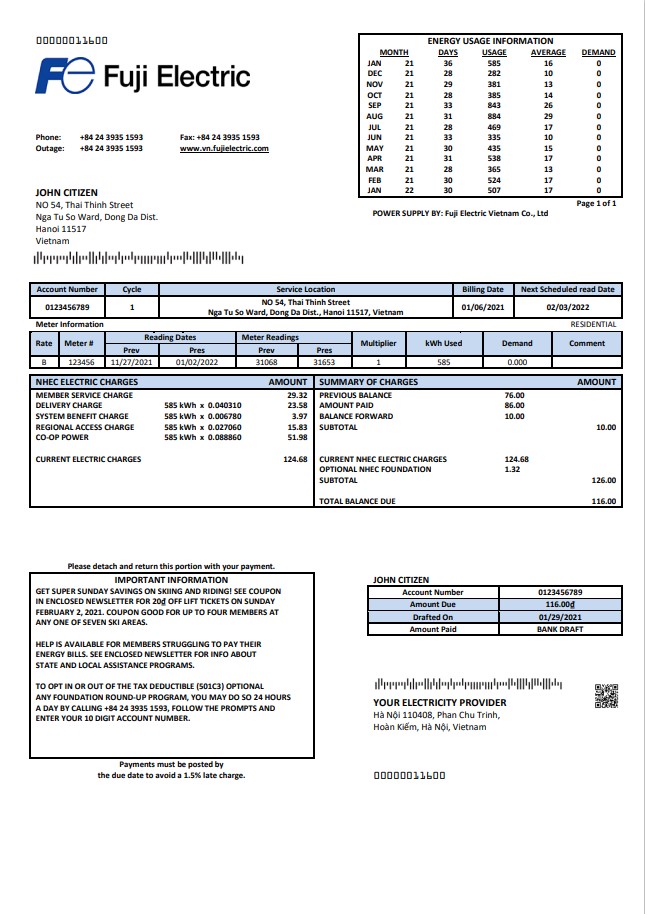 00000011600
Fe Fuji Electric
Phone: +84 24 3935 1593 Fax: +84 24 3935 1593
Outage: +84 24 3935 1593 www.vn.fujielectric.com
ENERGY USAGE INFORMATION
MONTH DAYS USAGE AVERAGE DEMAND
JAN 21 36 585 16 0
DEC 21 28 282 10 0
NOV 21 29 381 13 0
OCT 21 28 385 14 0
SEP 21 33 843 26 0
AUG 21 31 884 29 0
JUL 21 28 469 17 0
JUN 21 33 335 10 0
MAY 21 30 435 15 0
APR 21 31 538 17 0
MAR 21 28 365 13 0
FEB 21 30 524 17 0
JAN 22 30 507 17 0
Page 1 of 1
POWER SUPPLY BY: Fuji Electric Vietnam Co., Ltd
JOHN CITIZEN
NO 54, Thai Thinh Street
Nga Tu So Ward, Dong Da Dist.
Hanoi 11517
Vietnam
Account Number Cycle Service Location Billing Date Next Scheduled read Date
0123456789 1 NO 54, Thai Thinh Street 01/06/2021 02/03/2022
Nga Tu So Ward, Dong Da Dist., Hanoi 11517, Vietnam
Meter Information RESIDENTIAL
Rate Meter # Reading Dates Meter Readings Multiplier kWh Used Demand Comment
Prev Pres Prev Pres
B 123456 11/27/2021 01/02/2022 31068 31653 1 585 0.000
NHEC ELECTRIC CHARGES AMOUNT
MEMBER SERVICE CHARGE 29.32
DELIVERY CHARGE 585 kWh x 0.040310 23.58
SYSTEM BENEFIT CHARGE 585 kWh x 0.006780 3.97
REGIONAL ACCESS CHARGE 585 kWh x 0.027060 15.83
CO-OP POWER 585 kWh x 0.088860 51.98
CURRENT ELECTRIC CHARGES 124.68
SUMMARY OF CHARGES AMOUNT
PREVIOUS BALANCE 76.00
AMOUNT PAID 86.00
BALANCE FORWARD 10.00
SUBTOTAL 10.00
CURRENT NHEC ELECTRIC CHARGES 124.68
OPTIONAL NHEC FOUNDATION 1.32
SUBTOTAL 126.00
TOTAL BALANCE DUE 116.00
Please detach and return this portion with your payment.
IMPORTANT INFORMATION
GET SUPER SUNDAY SAVINGS ON SKIING AND RIDING! SEE COUPON
IN ENCLOSED NEWSLETTER FOR 20₫ OFF LIFT TICKETS ON SUNDAY
FEBRUARY 2, 2021. COUPON GOOD FOR UP TO FOUR MEMBERS AT
ANY ONE OF SEVEN SKI AREAS.
HELP IS AVAILABLE FOR MEMBERS STRUGGLING TO PAY THEIR
ENERGY BILLS. SEE ENCLOSED NEWSLETTER FOR INFO ABOUT
STATE AND LOCAL ASSISTANCE PROGRAMS.
TO OPT IN OR OUT OF THE TAX DEDUCTIBLE (501C3) OPTIONAL
ANY FOUNDATION ROUND-UP PROGRAM, YOU MAY DO SO 24 HOURS
A DAY BY CALLING +84 24 3935 1593, FOLLOW THE PROMPTS AND
ENTER YOUR 10 DIGIT ACCOUNT NUMBER.
Payments must be posted by
the due date to avoid a 1.5% late charge.
JOHN CITIZEN
Account Number 0123456789
Amount Due 116.00₫
Drafted On 01/29/2021
Amount Paid BANK DRAFT
YOUR ELECTRICITY PROVIDER
Hà Nội 110408, Phan Chu Trinh,
Hoàn Kiếm, Hà Nội, Vietnam
00000011600